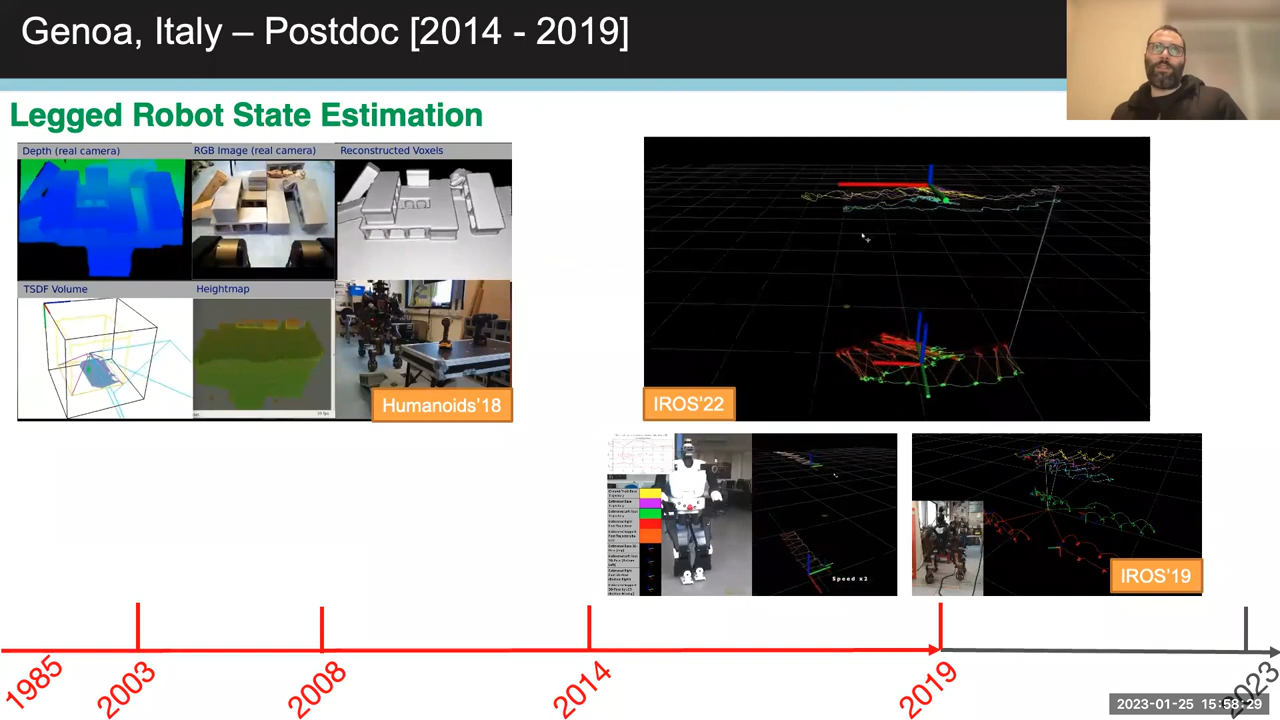 Genoa, Italy – Postdoc [2014 - 2019]
Legged Robot State Estimation
Depth (real camera)
RGB Image (real camera)
Reconstructed Voxels
TSDF Volume
Heightmap
Humanoids'18
IROS'22
Speed x2
IROS'19
1985
2003
2008
2014
2019
2023
2023-01-25 15:58:29